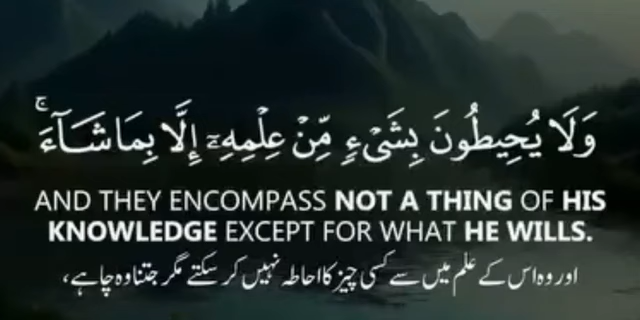 وَلَا يُحِيطُونَ بِشَىْءٍ مِّنْ عِلْمِهِۦٓ إِلَّا بِمَا شَآءَ ۚ
AND THEY ENCOMPASS NOT A THING OF HIS
KNOWLEDGE EXCEPT FOR WHAT HE WILLS.
اور وہ اس کے علم میں سے کسی چیز کا احاطہ نہیں کر سکتے مگر جتنا وہ چاہے،